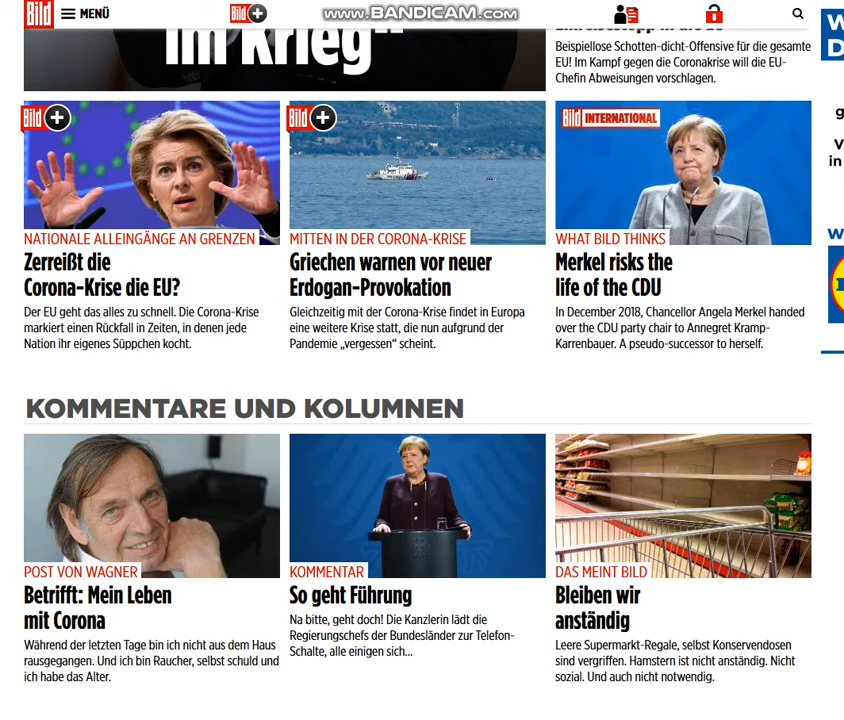 Bild
MENÜ
Bild +
www.BANDICAM.com
im Krieg"
Beispiellose Schotten-dicht-Offensive für die gesamte
EU! Im Kampf gegen die Coronakrise will die EU-
Chefin Abweisungen vorschlagen.
Bild +
NATIONALE ALLEINGÄNGE AN GRENZEN
Zerreißt die
Corona-Krise die EU?
Der EU geht das alles zu schnell. Die Corona-Krise
markiert einen Rückfall in Zeiten, in denen jede
Nation ihr eigenes Süppchen kocht.
Bild +
MITTEN IN DER CORONA-KRISE
Griechen warnen vor neuer
Erdogan-Provokation
Gleichzeitig mit der Corona-Krise findet in Europa
eine weitere Krise statt, die nun aufgrund der
Pandemie „vergessen“ scheint.
Bild INTERNATIONAL
WHAT BILD THINKS
Merkel risks the
life of the CDU
In December 2018, Chancellor Angela Merkel handed
over the CDU party chair to Annegret Kramp-
Karrenbauer. A pseudo-successor to herself.
KOMMENTARE UND KOLUMNEN
POST VON WAGNER
Betrifft: Mein Leben
mit Corona
Während der letzten Tage bin ich nicht aus dem Haus
rausgegangen. Und ich bin Raucher, selbst schuld und
ich habe das Alter.
KOMMENTAR
So geht Führung
Na bitte, geht doch! Die Kanzlerin lädt die
Regierungschefs der Bundesländer zur Telefon-
Schalte, alle einigen sich...
DAS MEINT BILD
Bleiben wir
anständig
Leere Supermarkt-Regale, selbst Konservendosen
sind vergriffen. Hamstern ist nicht anständig. Nicht
sozial. Und auch nicht notwendig.